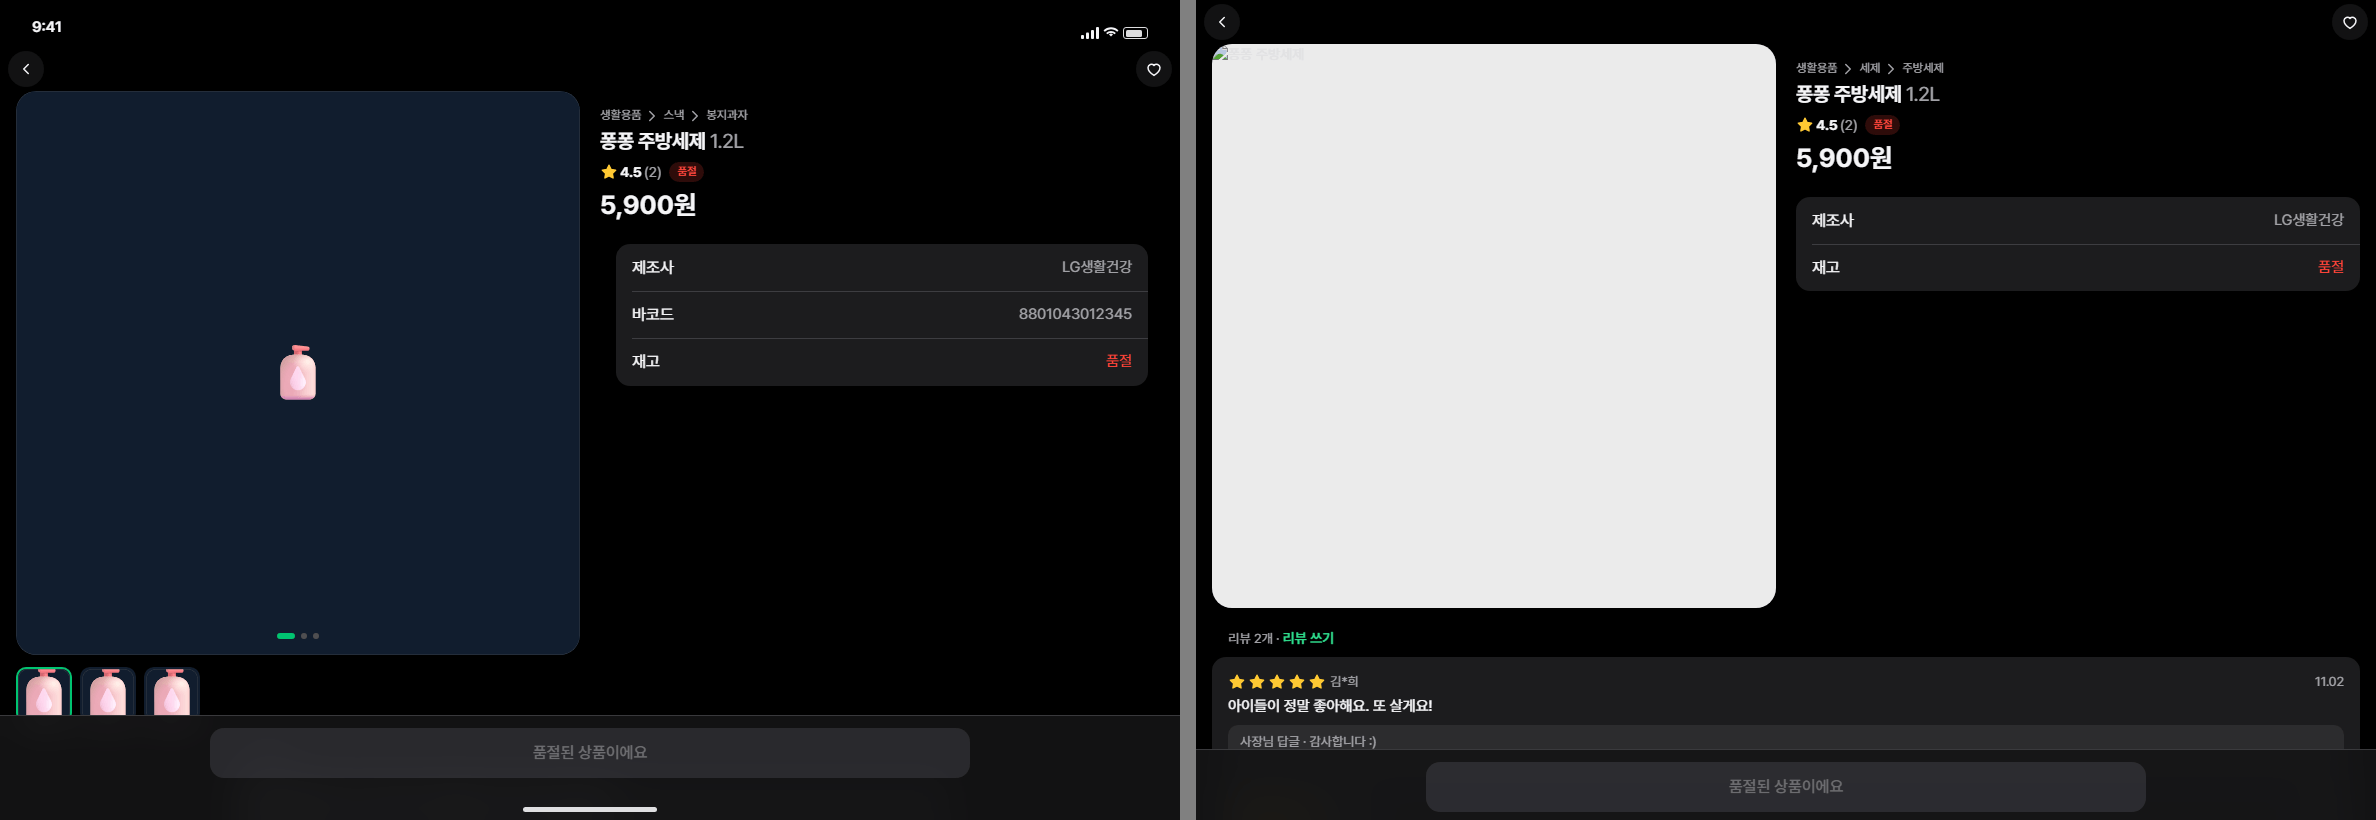 9:41
생활용품 > 스낵 > 봉지과자
퐁퐁 주방세제 1.2L
4.5 (2) 품절
5,900원
제조사 LG생활건강
바코드 8801043012345
재고 품절
품절된 상품이에요
퐁퐁 주방세제
생활용품 > 세제 > 주방세제
퐁퐁 주방세제 1.2L
4.5 (2) 품절
5,900원
제조사 LG생활건강
재고 품절
리뷰 2개 · 리뷰 쓰기
김*희 11.02
아이들이 정말 좋아해요. 또 살게요!
사장님 답글 · 감사합니다 :)
품절된 상품이에요